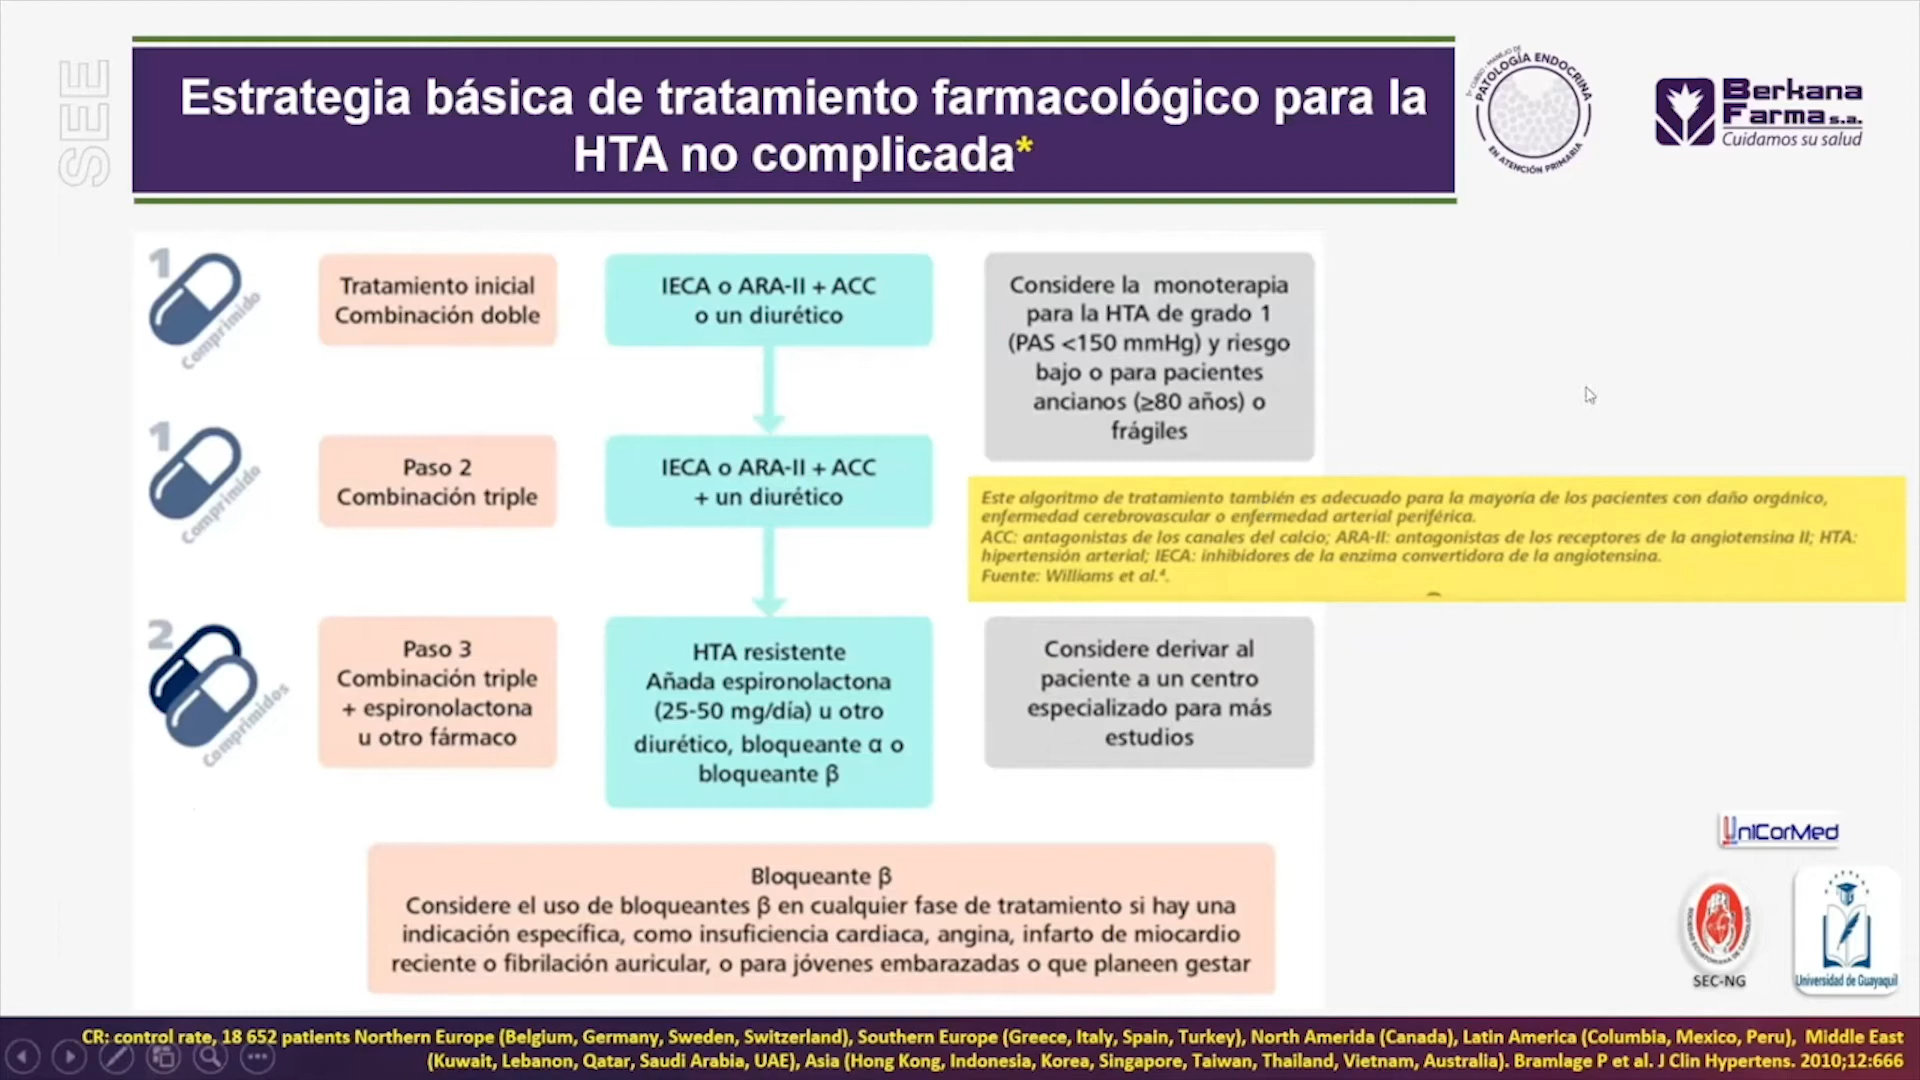 SEE
Estrategia básica de tratamiento farmacológico para la
HTA no complicada*
PATOLOGÍA ENDOCRINA
EN ATENCIÓN PRIMARIA
Berkana
Farma s.a.
Cuidamos su salud
1
Comprimido
Tratamiento inicial
Combinación doble
IECA o ARA-II + ACC
o un diurético
Considere la monoterapia
para la HTA de grado 1
(PAS <150 mmHg) y riesgo
bajo o para pacientes
ancianos (≥80 años) o
frágiles
1
Comprimido
Paso 2
Combinación triple
IECA o ARA-II + ACC
+ un diurético
Este algoritmo de tratamiento también es adecuado para la mayoría de los pacientes con daño orgánico,
enfermedad cerebrovascular o enfermedad arterial periférica.
ACC: antagonistas de los canales del calcio; ARA-II: antagonistas de los receptores de la angiotensina II; HTA:
hipertensión arterial; IECA: inhibidores de la enzima convertidora de la angiotensina.
Fuente: Williams et al.⁴.
2
Comprimidos
Paso 3
Combinación triple
+ espironolactona
u otro fármaco
HTA resistente
Añada espironolactona
(25-50 mg/día) u otro
diurético, bloqueante α o
bloqueante β
Considere derivar al
paciente a un centro
especializado para más
estudios
Bloqueante β
Considere el uso de bloqueantes β en cualquier fase de tratamiento si hay una
indicación específica, como insuficiencia cardiaca, angina, infarto de miocardio
reciente o fibrilación auricular, o para jóvenes embarazadas o que planeen gestar
UnICorMed
SEC-NG
Universidad de Guayaquil
CR: control rate, 18 652 patients Northern Europe (Belgium, Germany, Sweden, Switzerland), Southern Europe (Greece, Italy, Spain, Turkey), North Amerida (Canada), Latin America (Columbia, Mexico, Peru), Middle East
(Kuwait, Lebanon, Qatar, Saudi Arabia, UAE), Asia (Hong Kong, Indonesia, Korea, Singapore, Taiwan, Thailand, Vietnam, Australia). Bramlage P et al. J Clin Hypertens. 2010;12:666